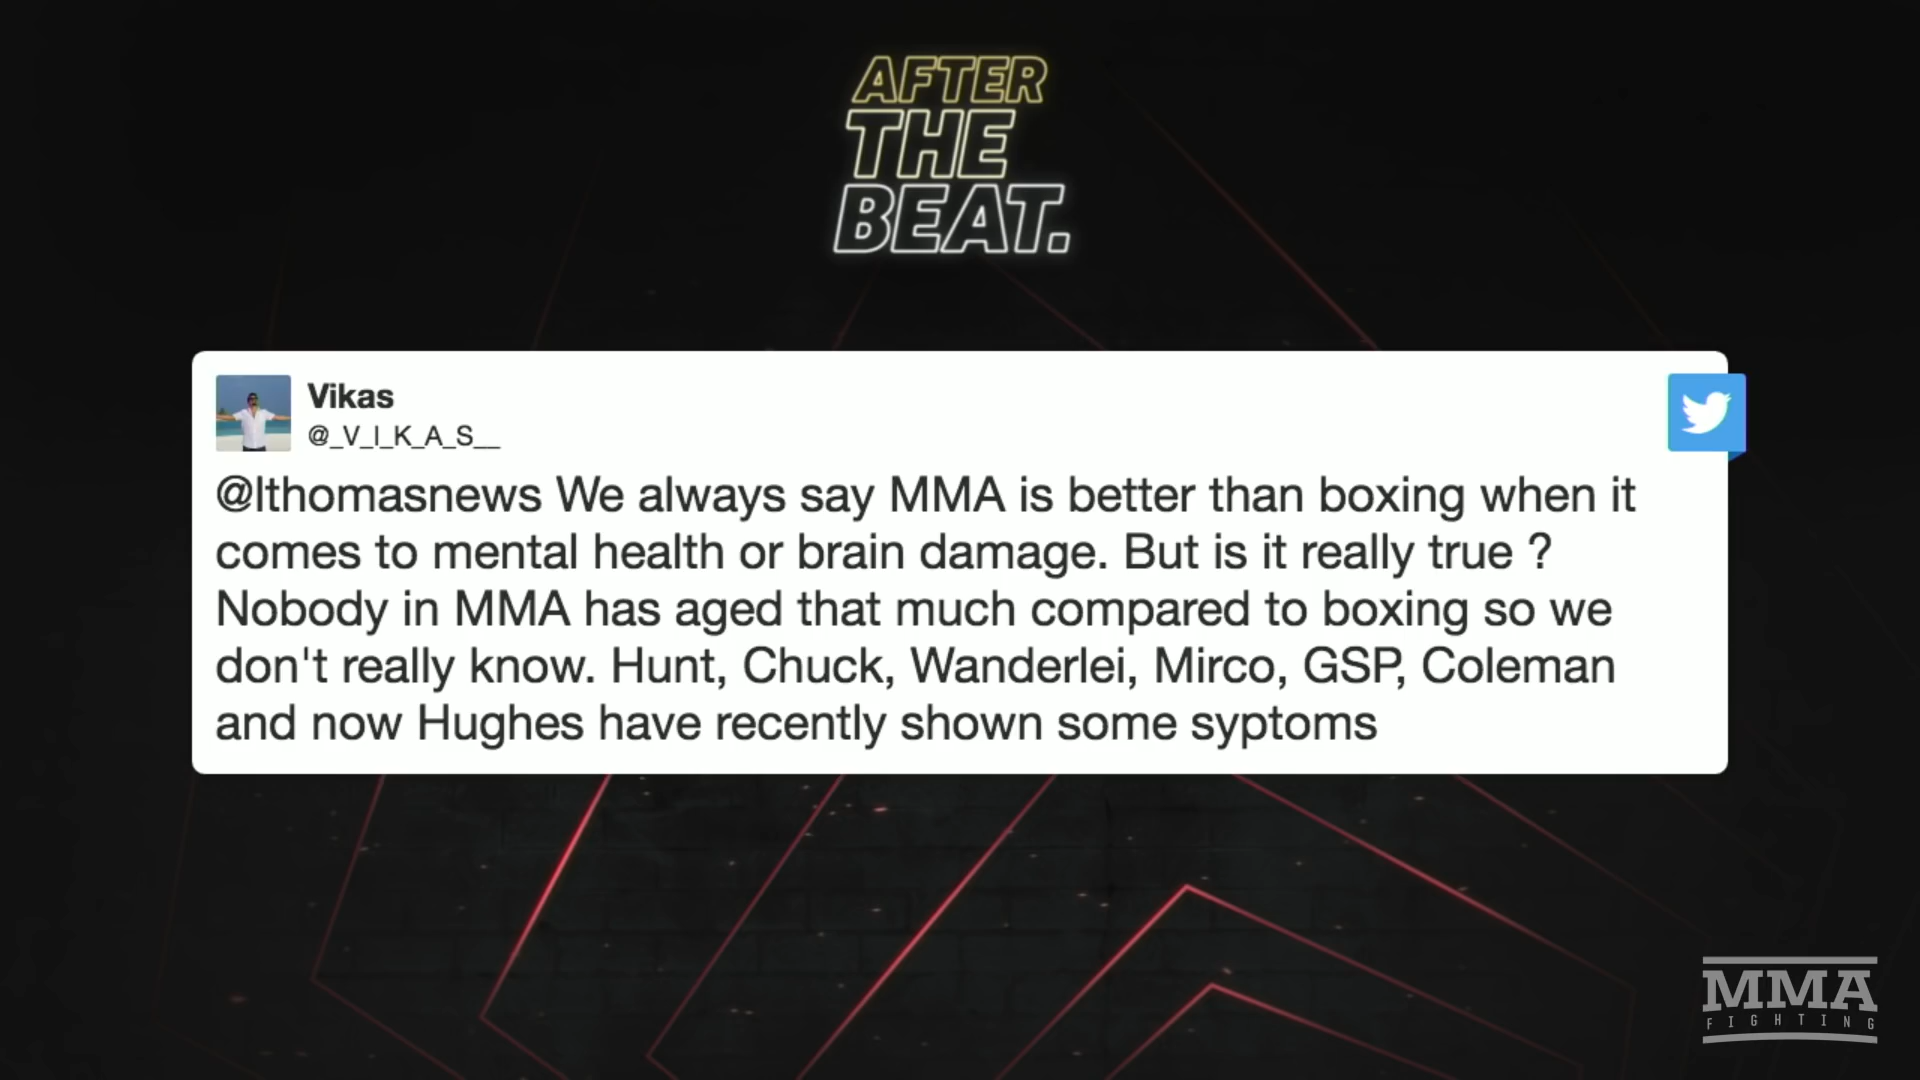 AFTER
THE
BEAT.
Vikas
@_V_I_K_A_S__
@lthomasnews We always say MMA is better than boxing when it
comes to mental health or brain damage. But is it really true ?
Nobody in MMA has aged that much compared to boxing so we
don't really know. Hunt, Chuck, Wanderlei, Mirco, GSP, Coleman
and now Hughes have recently shown some syptoms
MMA
FIGHTING